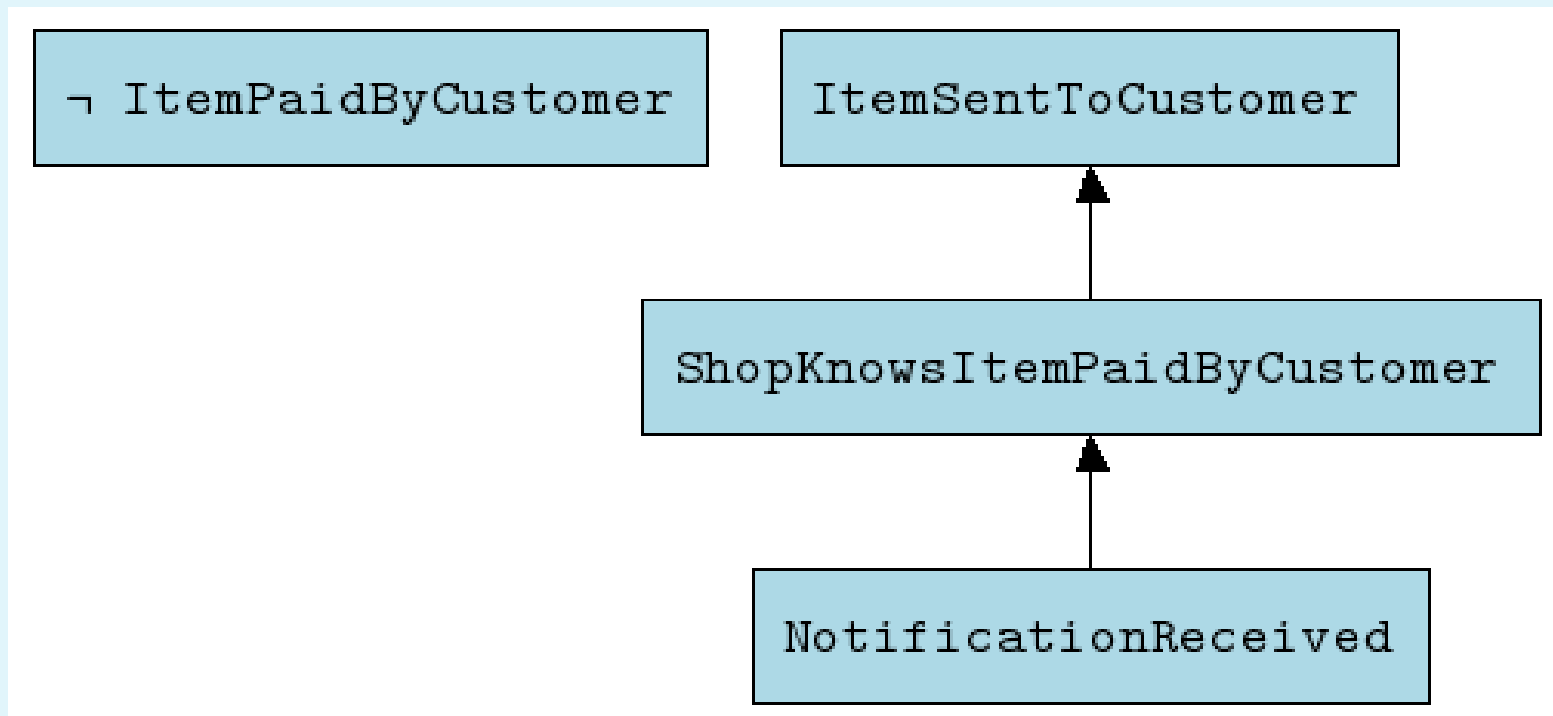 ¬ ItemPaidByCustomer
ItemSentToCustomer
ShopKnowsItemPaidByCustomer
NotificationReceived